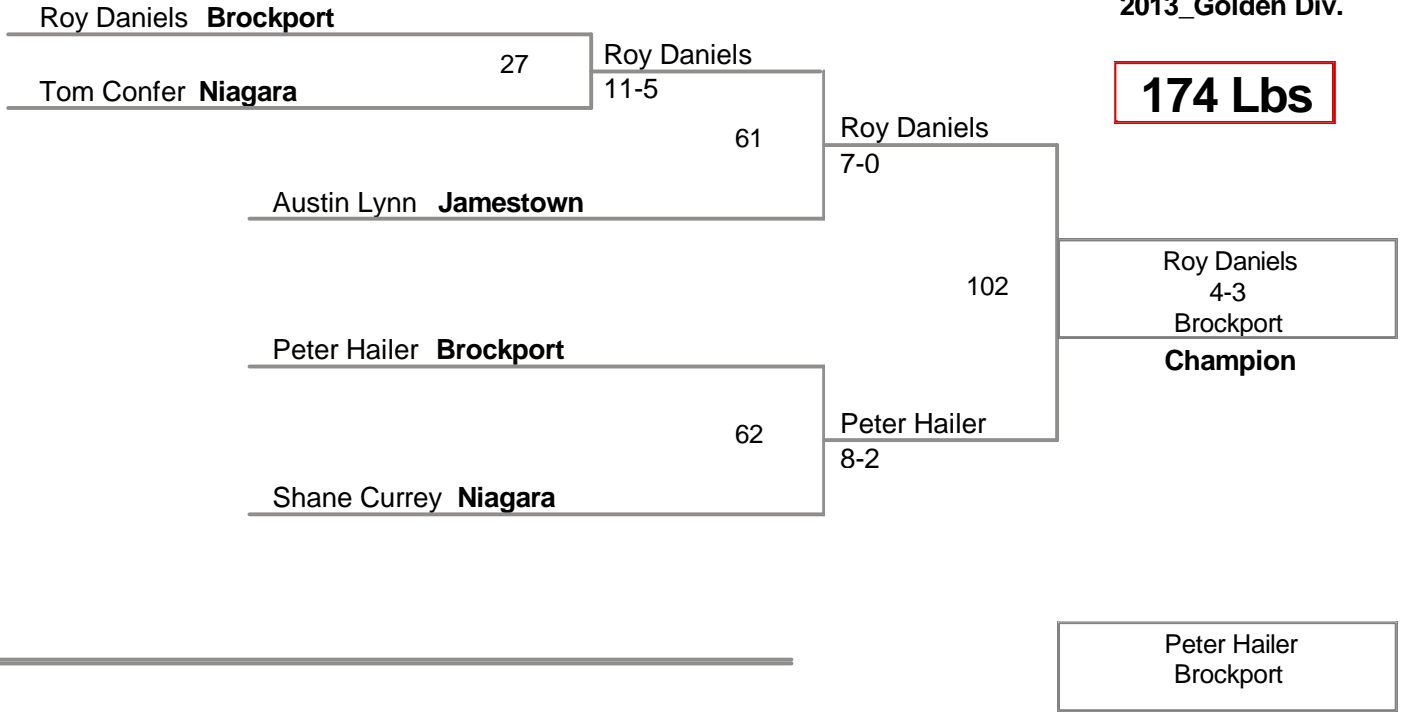 2013_Golden Div.
Roy Daniels Brockport
27
Roy Daniels
Tom Confer Niagara
11-5
174 Lbs
61
Roy Daniels
7-0
Austin Lynn Jamestown
102
Roy Daniels
4-3
Brockport
Peter Hailer Brockport
Champion
62
Peter Hailer
8-2
Shane Currey Niagara
Peter Hailer
Brockport